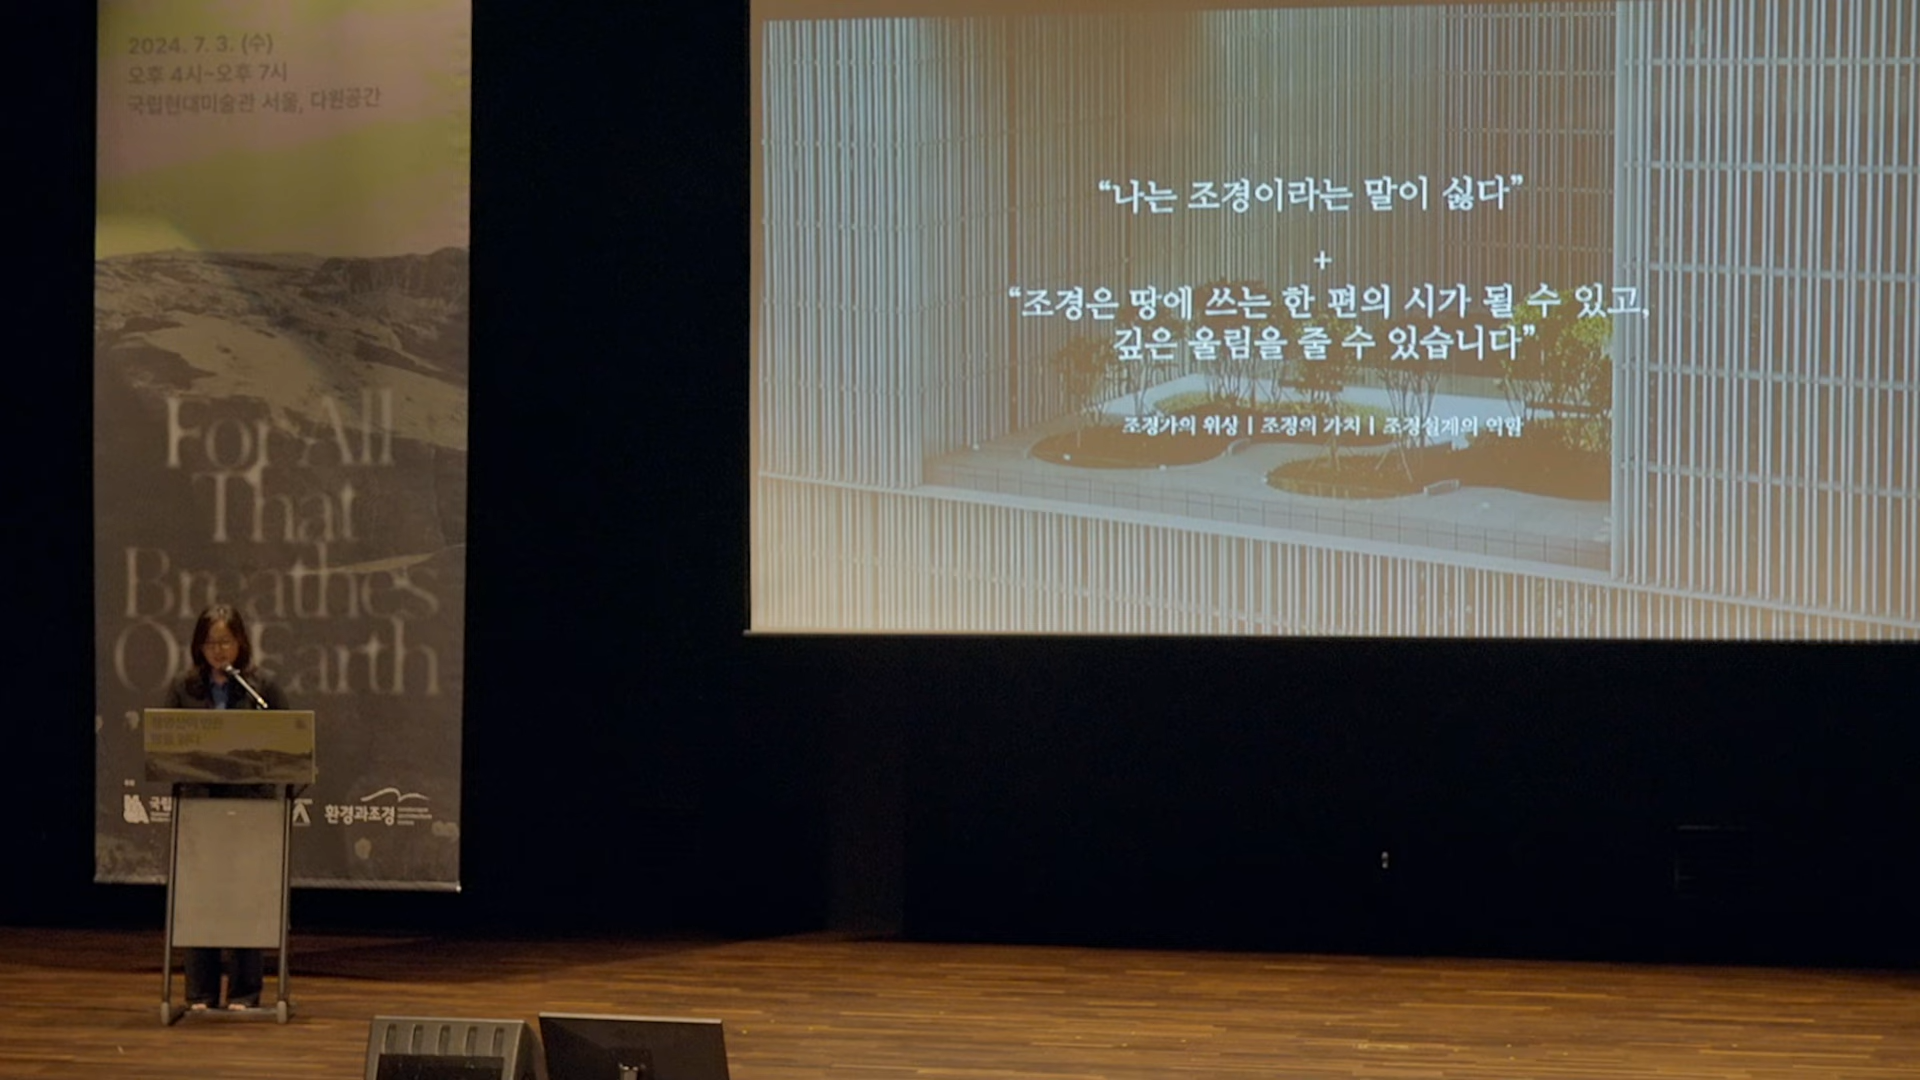 2024. 7. 3. (수)
오후 4시~오후 7시
국립현대미술관 서울, 다원공간
For All
That
Breathes
On Earth
국립
환경과조경
“나는 조경이라는 말이 싫다”
+
“조경은 땅에 쓰는 한 편의 시가 될 수 있고,
깊은 울림을 줄 수 있습니다”
조경가의 위상 | 조경의 가치 | 조경설계의 역할